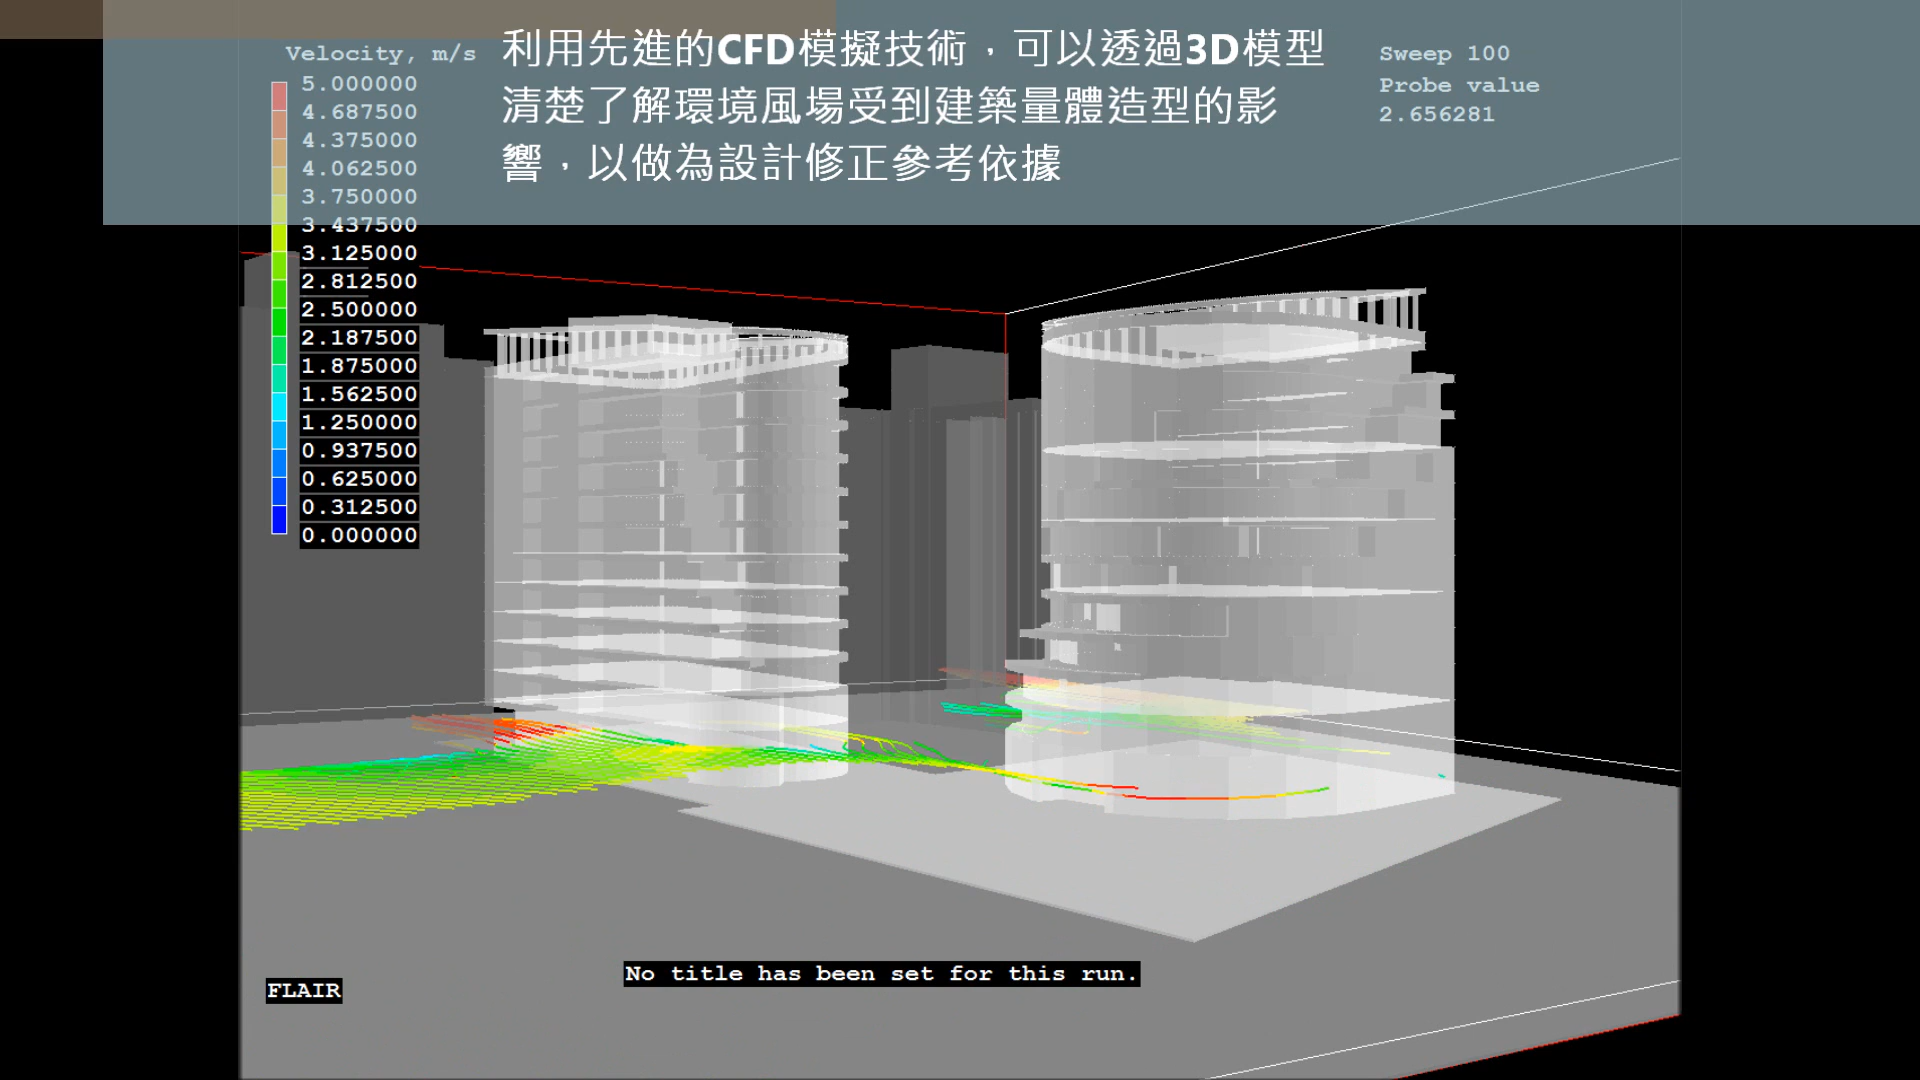 利用先進的CFD模擬技術，可以透過3D模型
清楚了解環境風場受到建築量體造型的影
響，以做為設計修正參考依據
Velocity, m/s
5.000000
4.687500
4.375000
4.062500
3.750000
3.437500
3.125000
2.812500
2.500000
2.187500
1.875000
1.562500
1.250000
0.937500
0.625000
0.312500
0.000000
Sweep 100
Probe value
2.656281
No title has been set for this run.
FLAIR